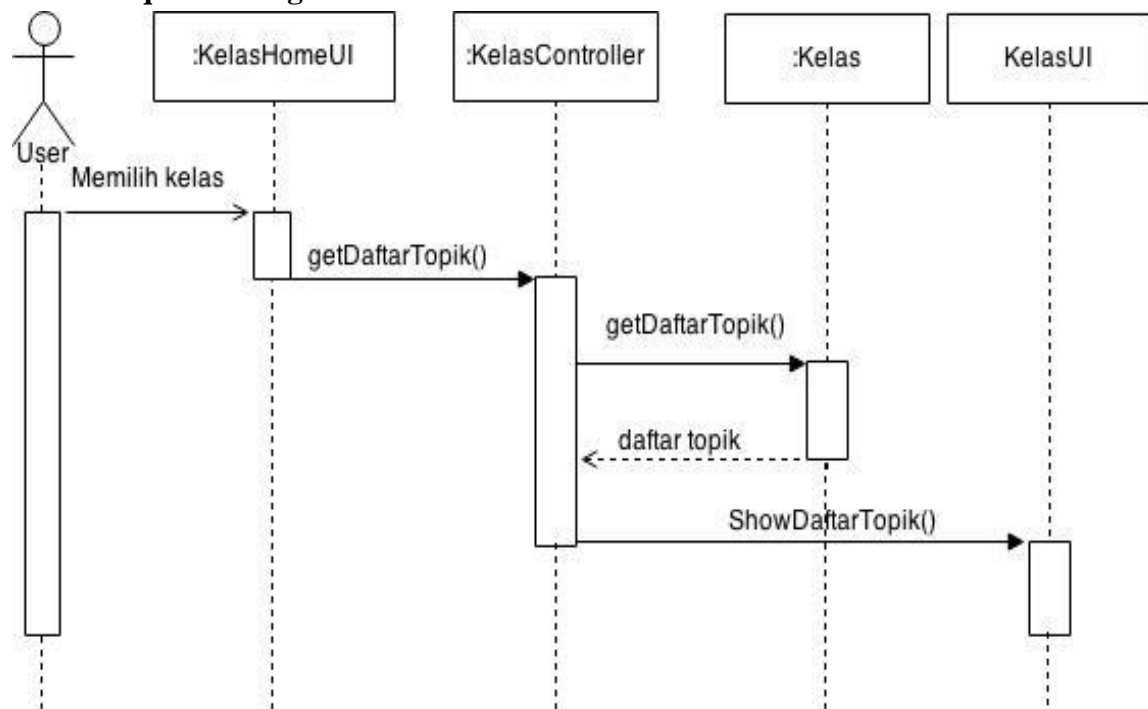 :KelasHomeUI
:KelasController
:Kelas
KelasUI
User
Memilih kelas
getDaftarTopik()
getDaftarTopik()
daftar topik
ShowDaftarTopik()